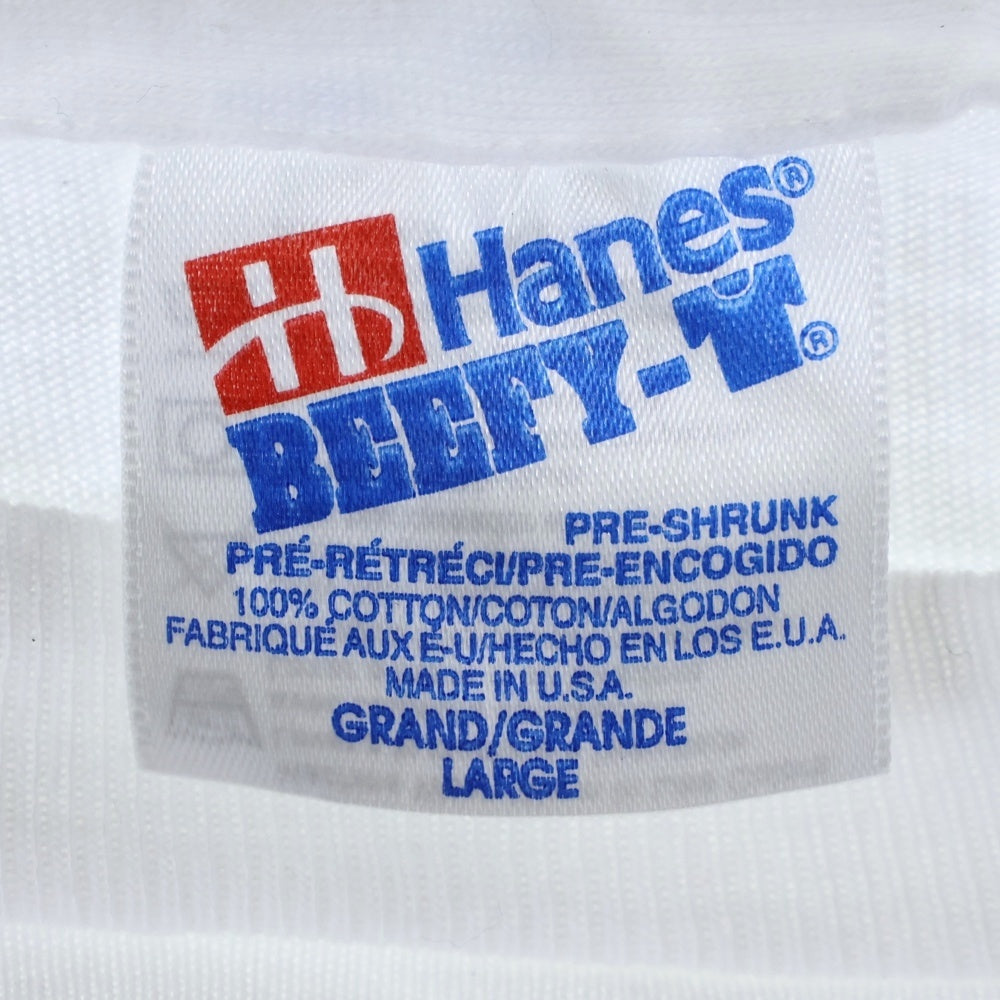 Hanes®
BEEFY-T®
PRE-SHRUNK
PRÉ-RÉTRÉCI/PRE-ENCOGIDO
100% COTTON/COTON/ALGODON
FABRIQUÉ AUX É-U/HECHO EN LOS E.U.A.
MADE IN U.S.A.
GRAND/GRANDE
LARGE